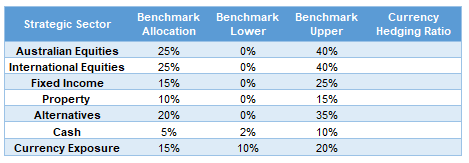 Strategic Sector Benchmark Allocation Benchmark Lower Benchmark Upper Currency Hedging Ratio
Australian Equities 25% 0% 40%
International Equities 25% 0% 40%
Fixed Income 15% 0% 25%
Property 10% 0% 15%
Alternatives 20% 0% 35%
Cash 5% 2% 10%
Currency Exposure 15% 10% 20%